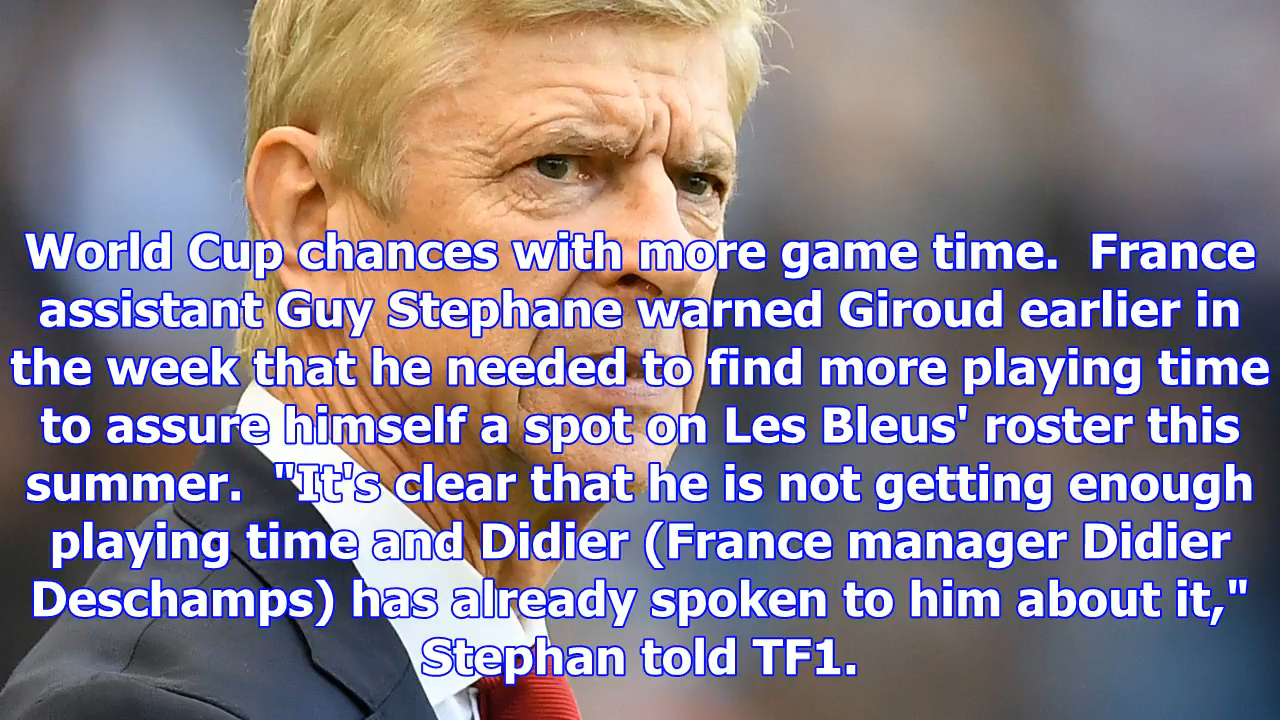 World Cup chances with more game time.  France
assistant Guy Stephane warned Giroud earlier in
the week that he needed to find more playing time
to assure himself a spot on Les Bleus' roster this
summer.  "It's clear that he is not getting enough
playing time and Didier (France manager Didier
Deschamps) has already spoken to him about it,"
Stephan told TF1.